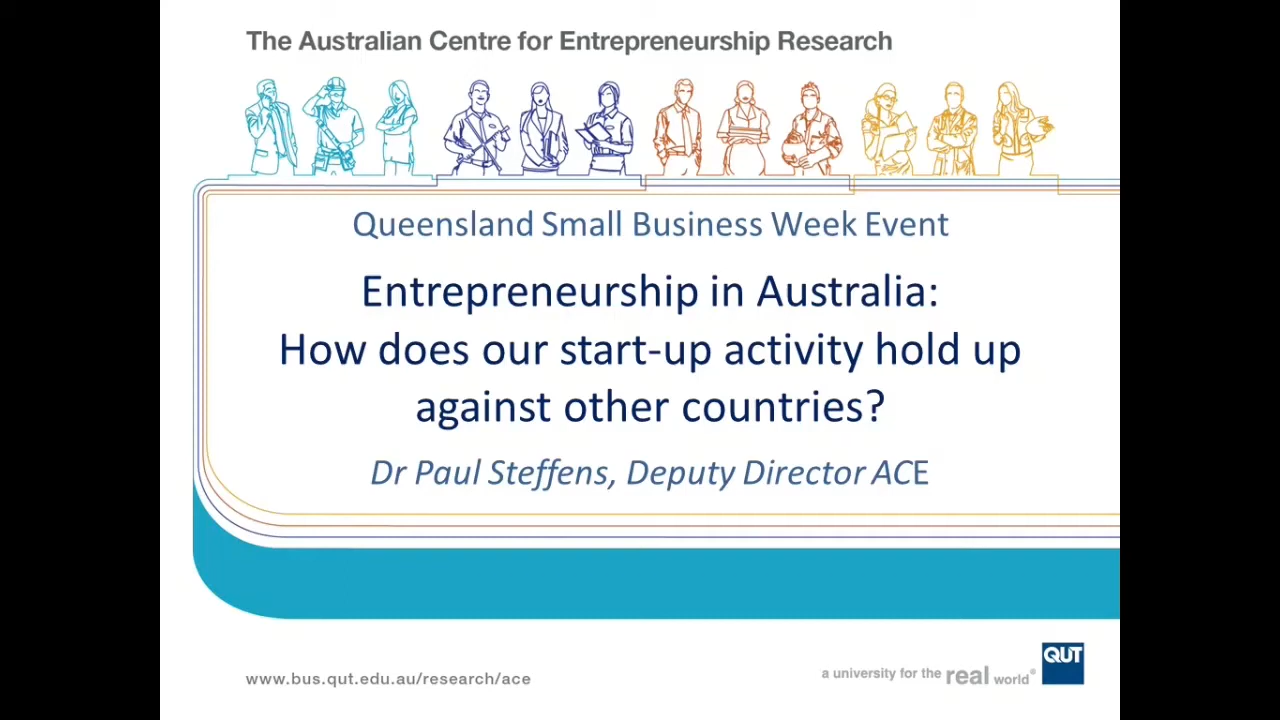 The Australian Centre for Entrepreneurship Research
Queensland Small Business Week Event
Entrepreneurship in Australia:
How does our start-up activity hold up
against other countries?
Dr Paul Steffens, Deputy Director ACE
www.bus.qut.edu.au/research/ace
a university for the real world®
QUT